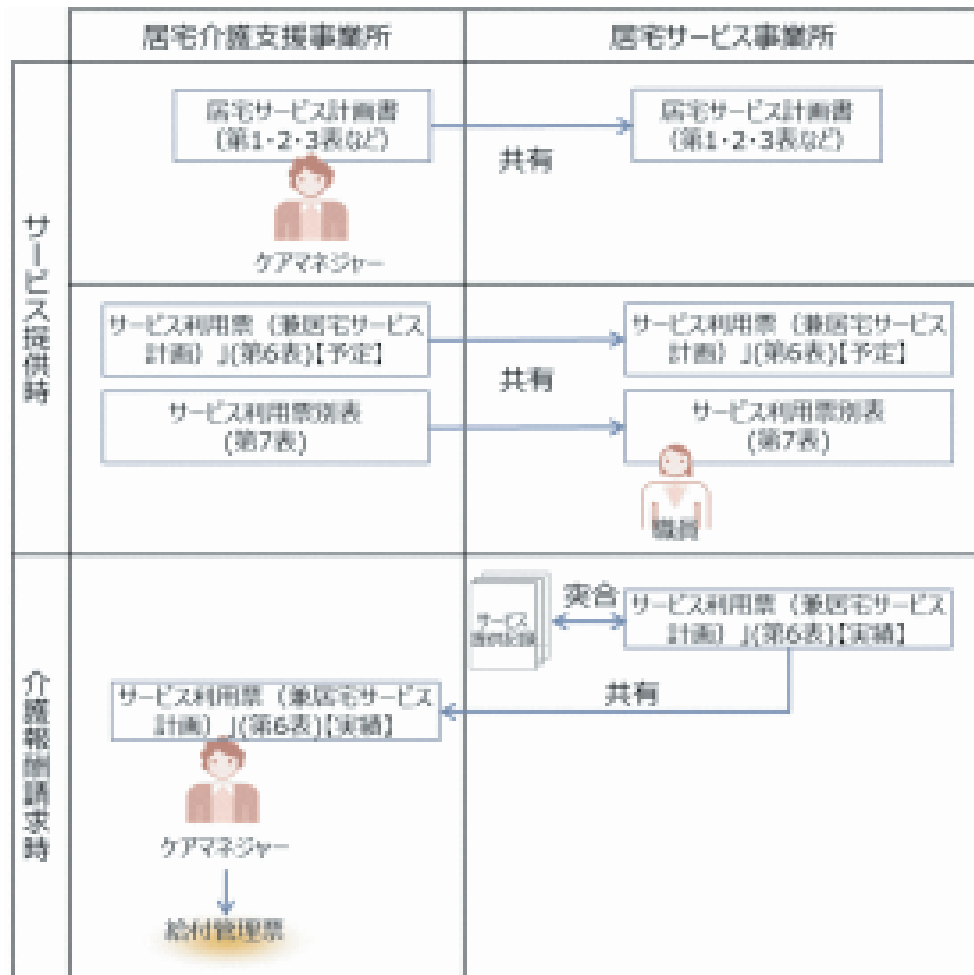 居宅介護支援事業所
居宅サービス事業所
サービス提供時
居宅サービス計画書
(第1・2・3表など)
共有
居宅サービス計画書
(第1・2・3表など)
ケアマネジャー
サービス利用票（兼居宅サービス
計画）」(第6表)【予定】
共有
サービス利用票（兼居宅サービス
計画）」(第6表)【予定】
サービス利用票別表
(第7表)
サービス利用票別表
(第7表)
職員
介護報酬請求時
サービス
提供記録
突合
サービス利用票（兼居宅サービス
計画）」(第6表)【実績】
共有
サービス利用票（兼居宅サービス
計画）」(第6表)【実績】
ケアマネジャー
給付管理票